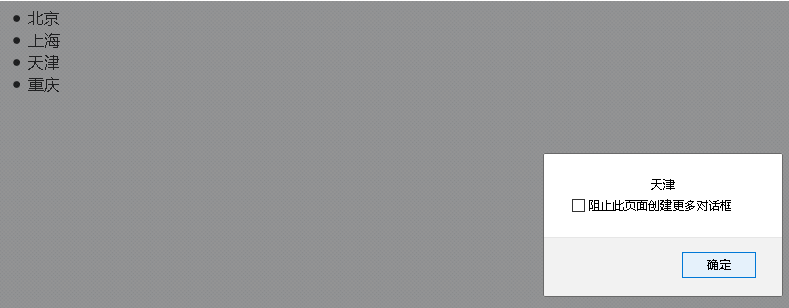 北京
上海
天津
重庆
天津
阻止此页面创建更多对话框
确定